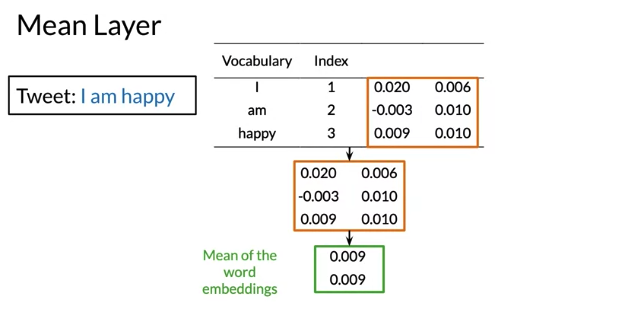 Mean Layer
Vocabulary Index
Tweet: I am happy
I 1 0.020 0.006
am 2 -0.003 0.010
happy 3 0.009 0.010
0.020 0.006
-0.003 0.010
0.009 0.010
Mean of the
word
embeddings
0.009
0.009